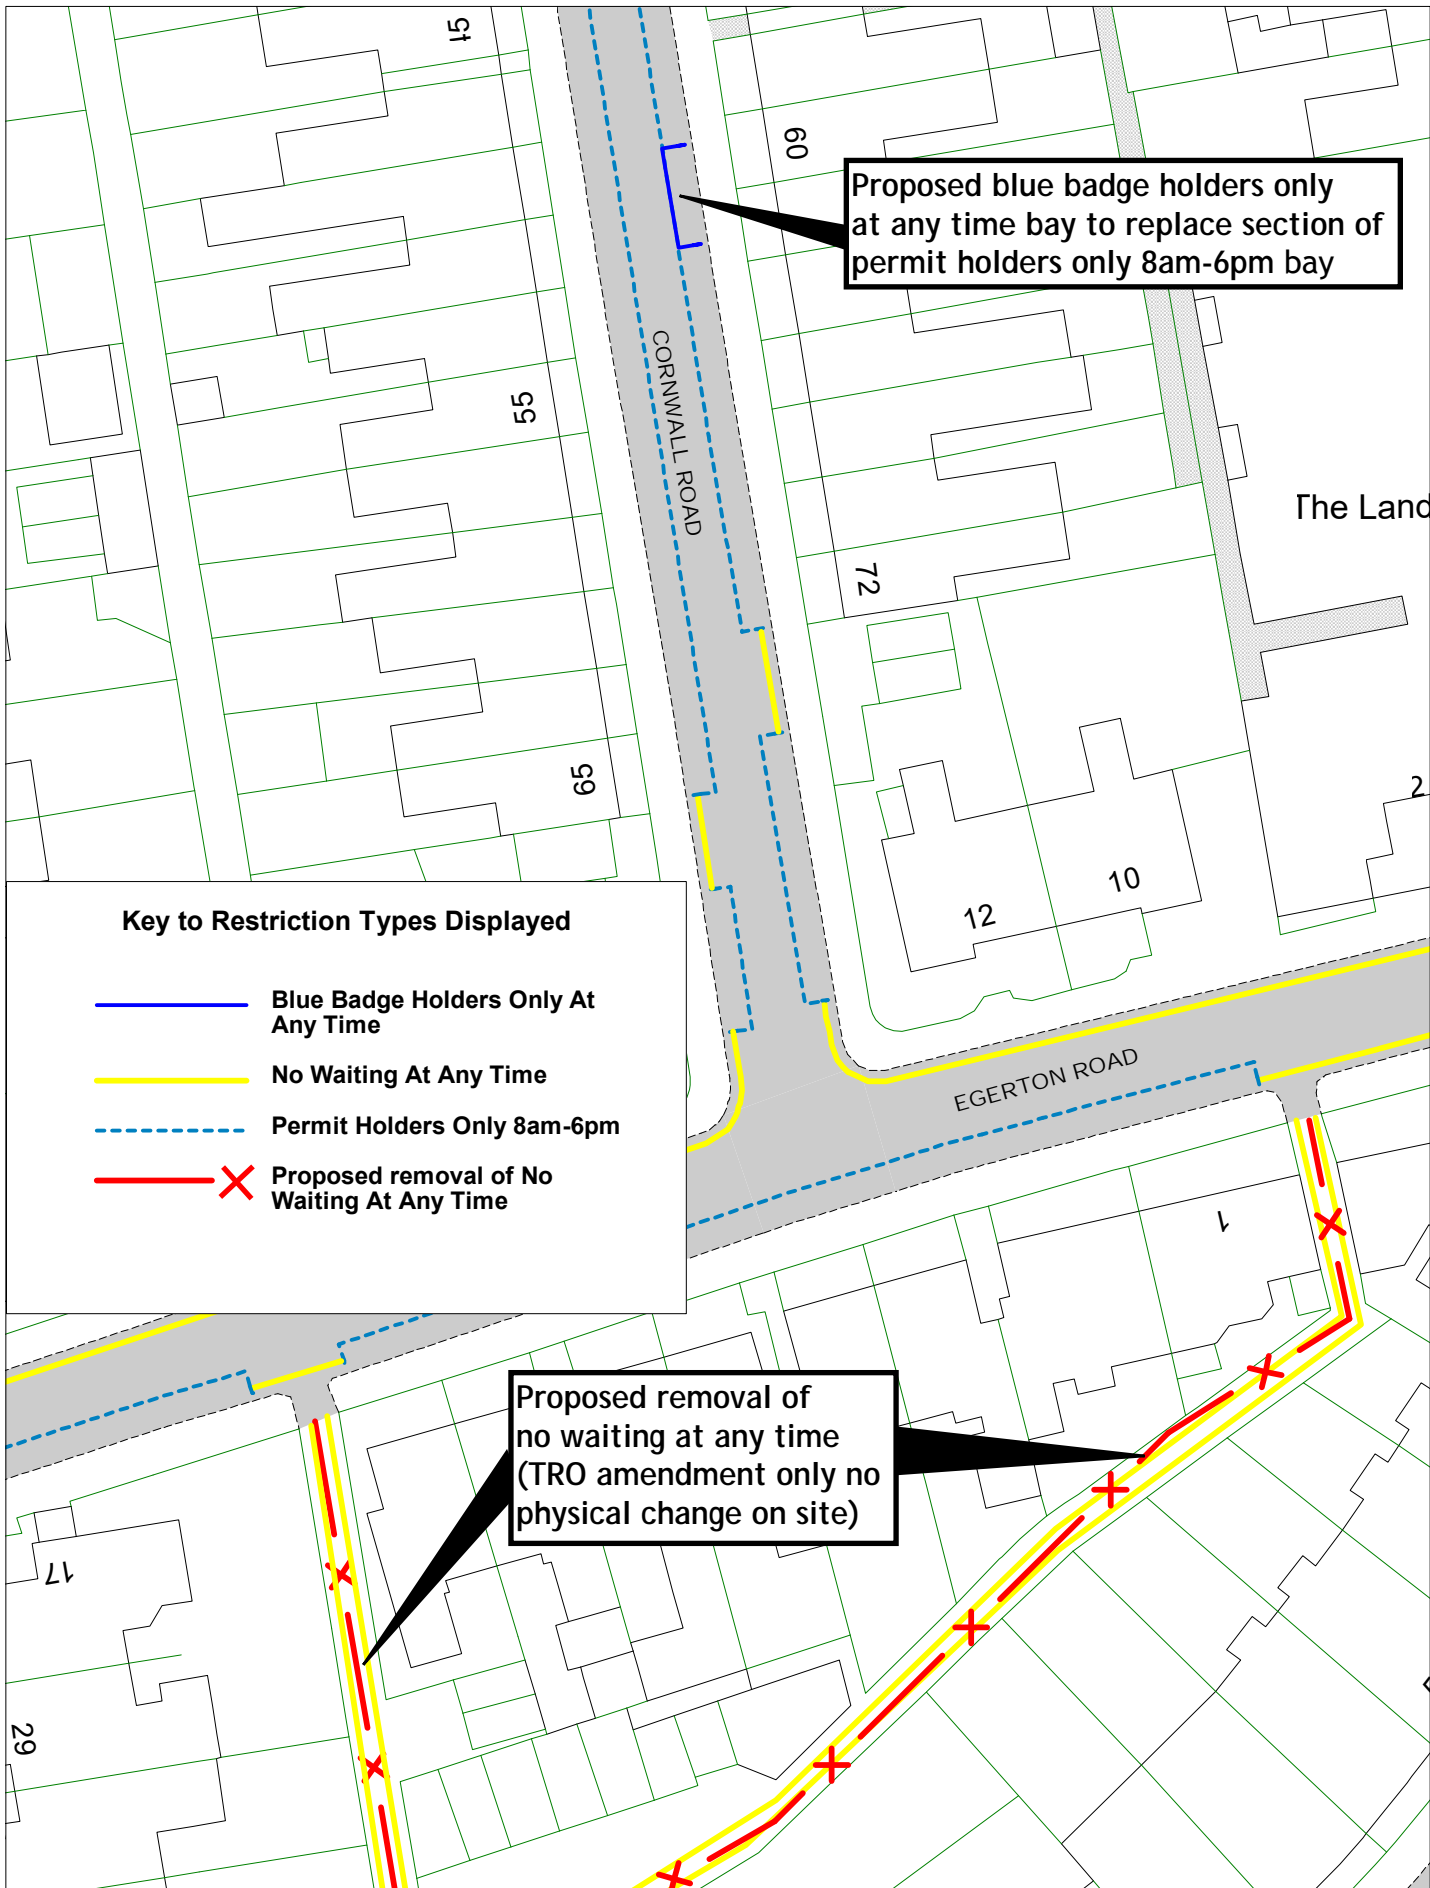 51
60
Proposed blue badge holders only
at any time bay to replace section of
permit holders only 8am-6pm bay
CORNWALL ROAD
55
The Land
72
65
2
10
12
Key to Restriction Types Displayed
Blue Badge Holders Only At
Any Time
No Waiting At Any Time
Permit Holders Only 8am-6pm
Proposed removal of No
Waiting At Any Time
EGERTON ROAD
1
Proposed removal of
no waiting at any time
(TRO amendment only no
physical change on site)
17
29